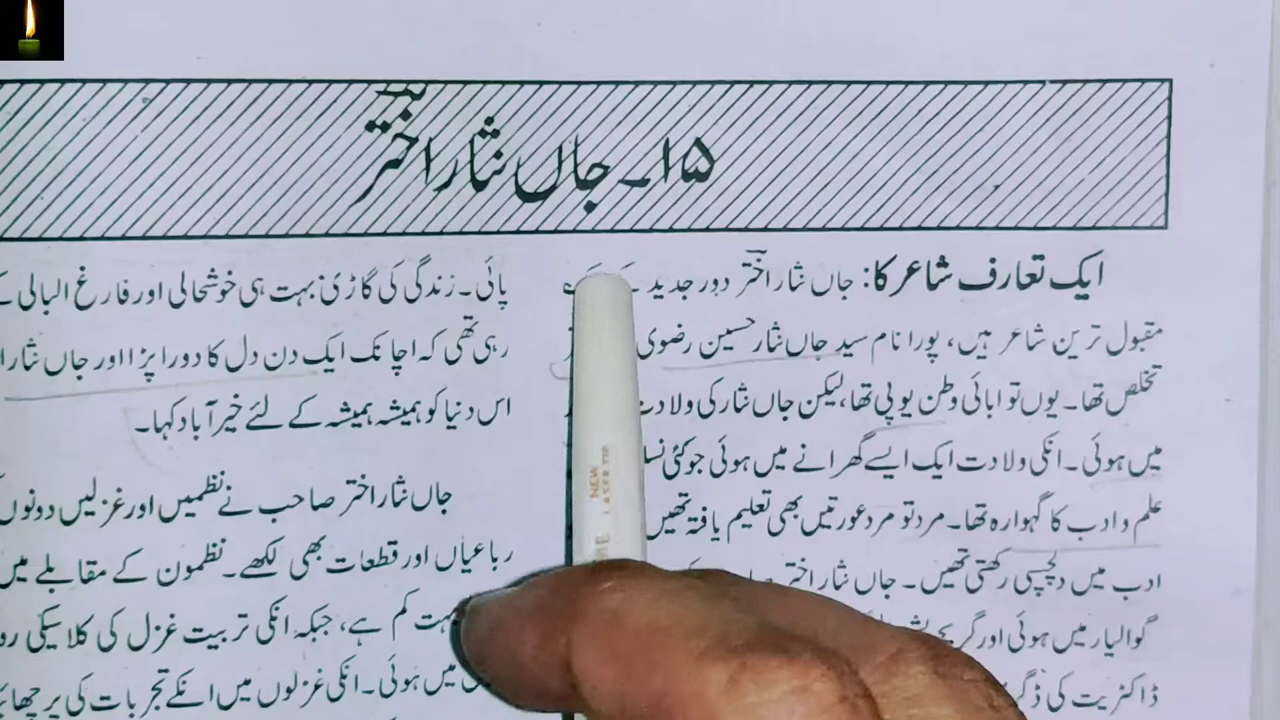 ۱۵۔ جاں نثار اختر
ایک تعارف شاعر کا: جاں نثار اختر دور جدید
مقبول ترین شاعر ہیں، پورا نام سید جاں نثار حسین رضوی
تخلص تھا۔ یوں تو ابائی وطن یوپی تھا، لیکن جاں نثار کی ولادت
میں ہوئی۔ انکی ولادت ایک ایسے گھرانے میں ہوئی جو کئی
علم و ادب کا گہوارہ تھا۔ مرد تو مرد عورتیں بھی تعلیم یافتہ تھیں
ادب میں دلچسپی رکھتی تھیں۔ جاں نثار اختر
گوالیار میں ہوئی اور
ڈاکٹریت کی
پائی۔ زندگی کی گاڑی بہت ہی خوشحالی اور فارغ البالی
رہی تھی کہ اچانک ایک دن دل کا دورا پڑا اور جاں نثار
اس دنیا کو ہمیشہ ہمیشہ کے لئے خیر آباد کہا۔
جاں نثار اختر صاحب نے نظمیں اور غزلیں دونوں
رباعیاں اور قطعات بھی لکھے۔ نظمون کے مقابلے میں
بہت کم ہے، جبکہ انکی تربیت غزل کی کلاسیکی
میں ہوئی۔ انکی غزلوں میں انکے تجربات کی
NEW
LASER TIP